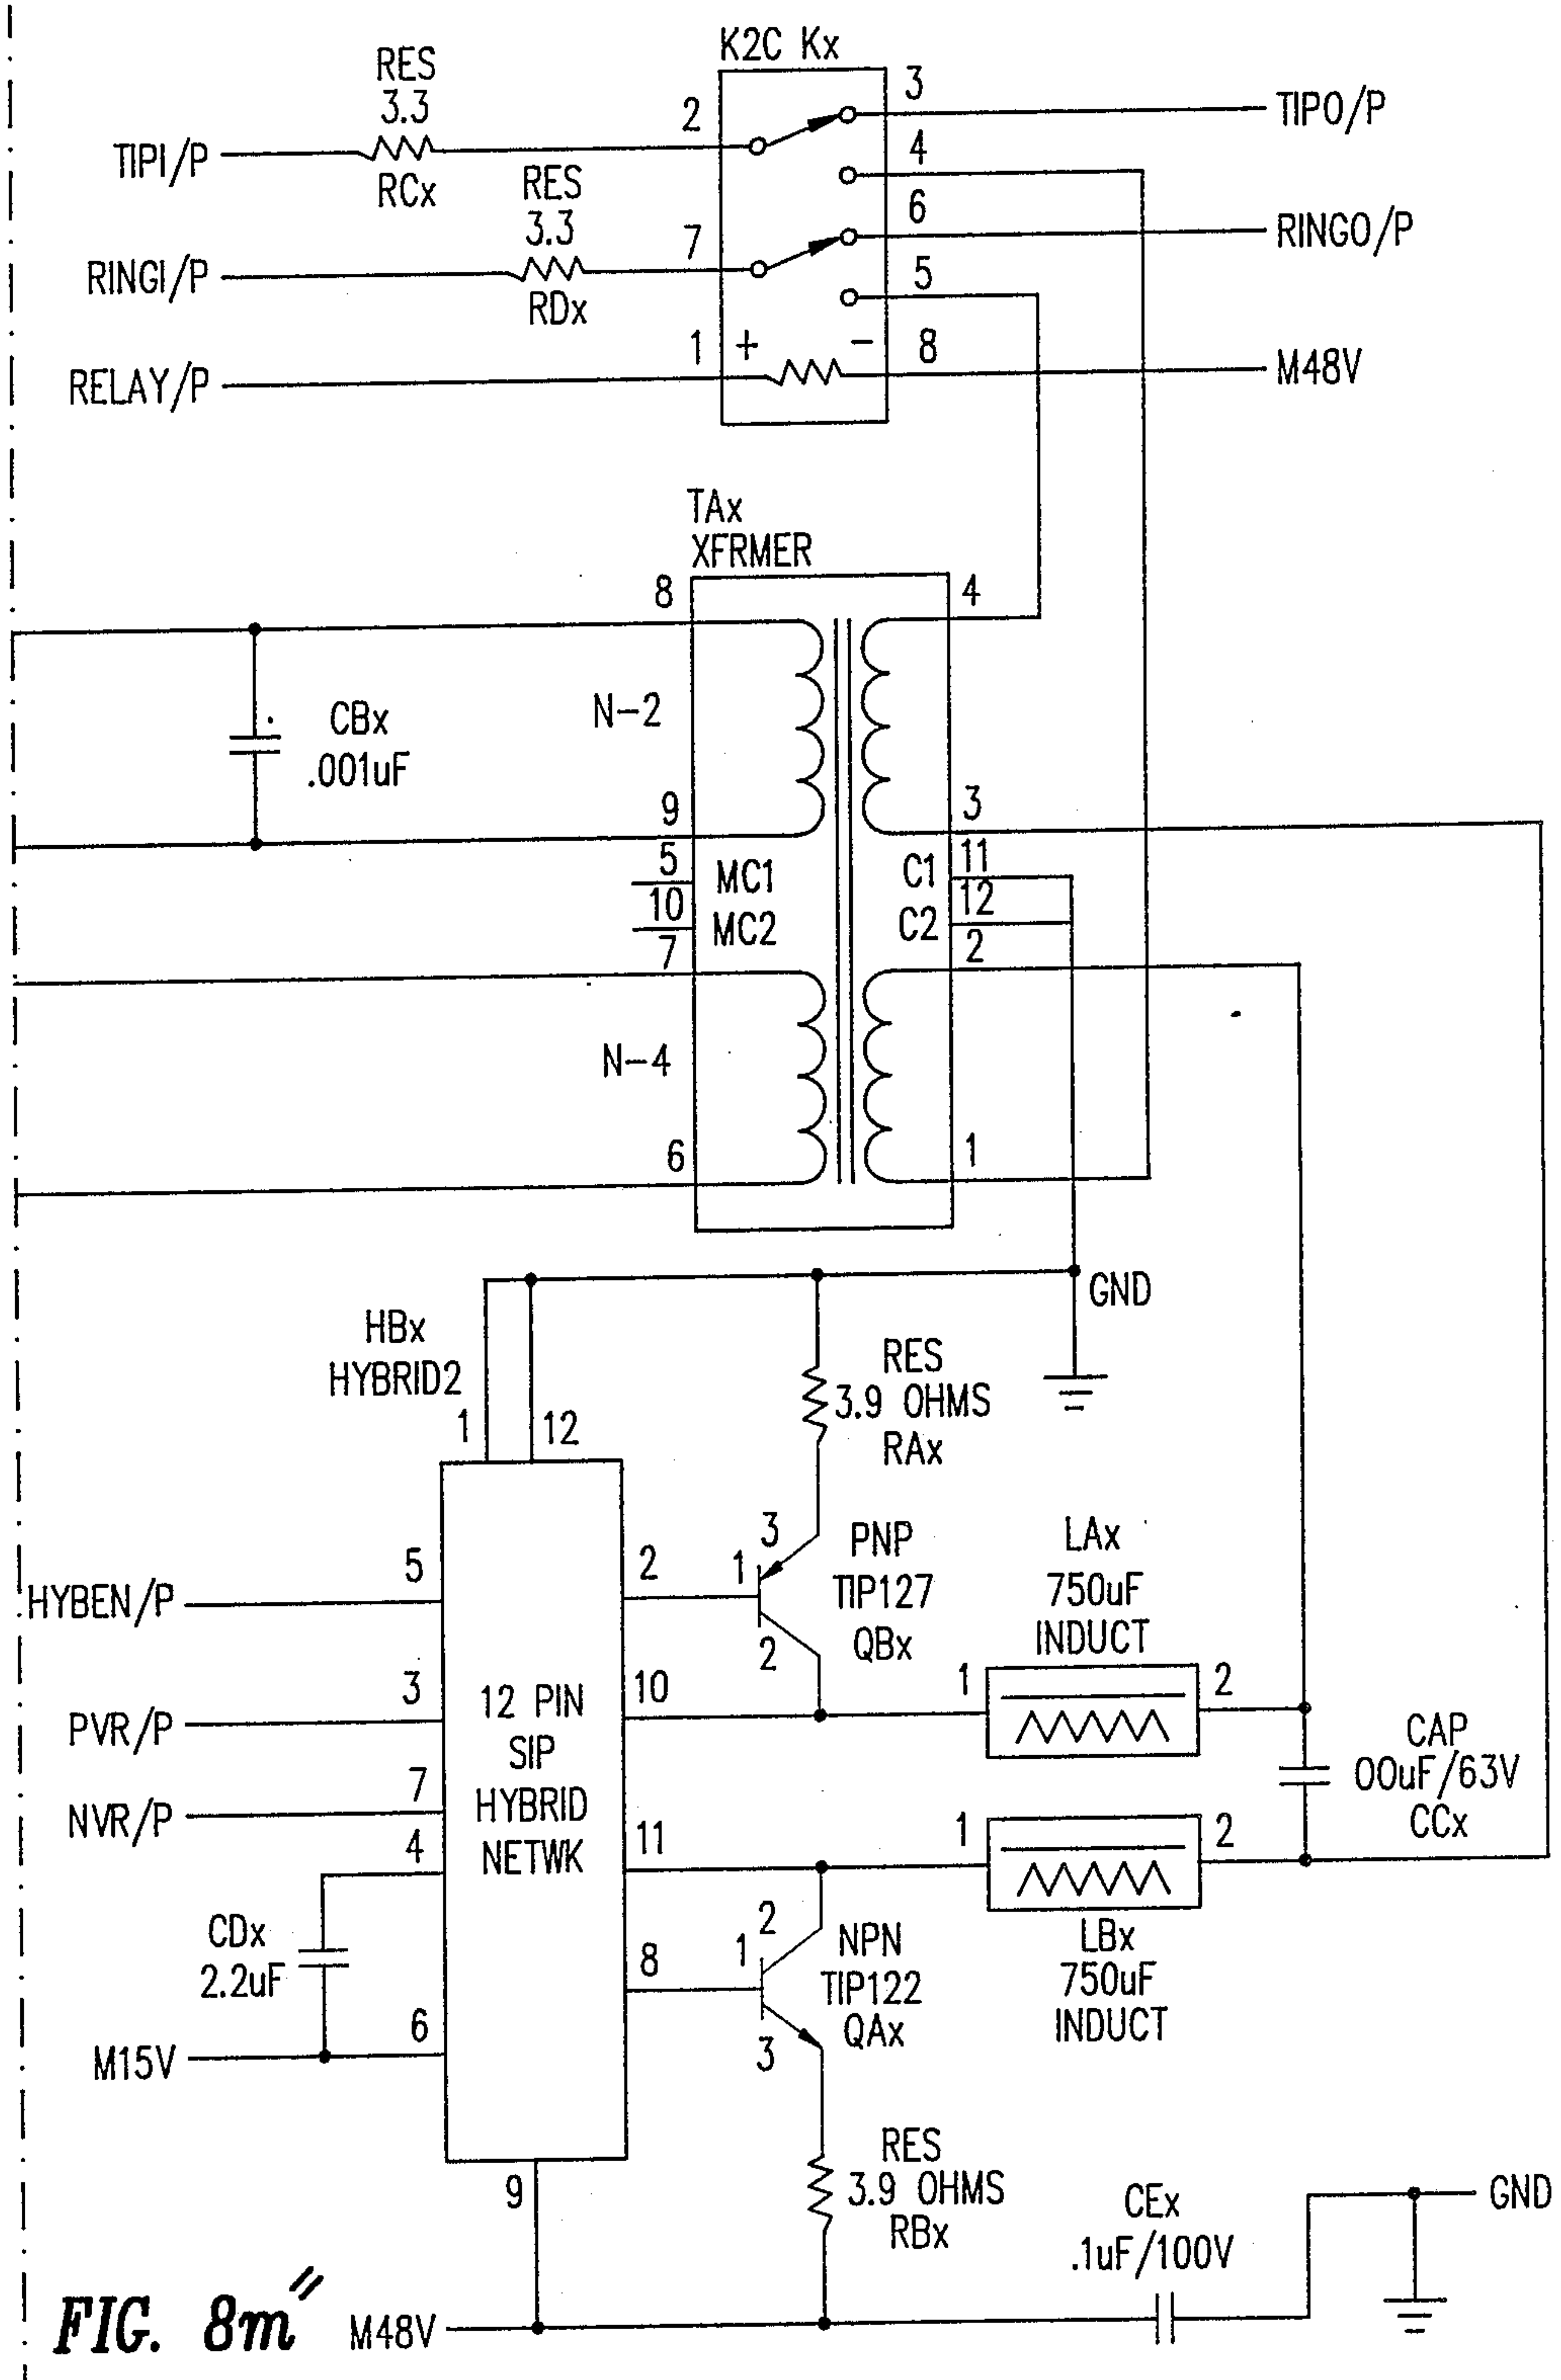 K2C Kx
RES
3.3
2
3
TIPO/P
TIPI/P
RCx
4
RES
3.3
7
6
RINGO/P
RINGI/P
RDx
5
1
+
-
8
M48V
RELAY/P
TAx
XFRMER
8
4
N-2
CBx
.001uF
9
3
5
MC1
C1
11
10
MC2
C2
12
7
2
N-4
6
1
GND
HBx
HYBRID2
1
12
RES
3.9 OHMS
RAx
5
2
1
3
PNP
TIP127
QBx
2
LAx
750uF
INDUCT
HYBEN/P
3
10
1
2
PVR/P
12 PIN
SIP
HYBRID
NETWK
CAP
00uF/63V
CCx
7
NVR/P
4
11
1
2
CDx
2.2uF
8
2
1
3
NPN
TIP122
QAx
LBx
750uF
INDUCT
6
M15V
9
RES
3.9 OHMS
RBx
CEx
.1uF/100V
GND
M48V
FIG. 8m"